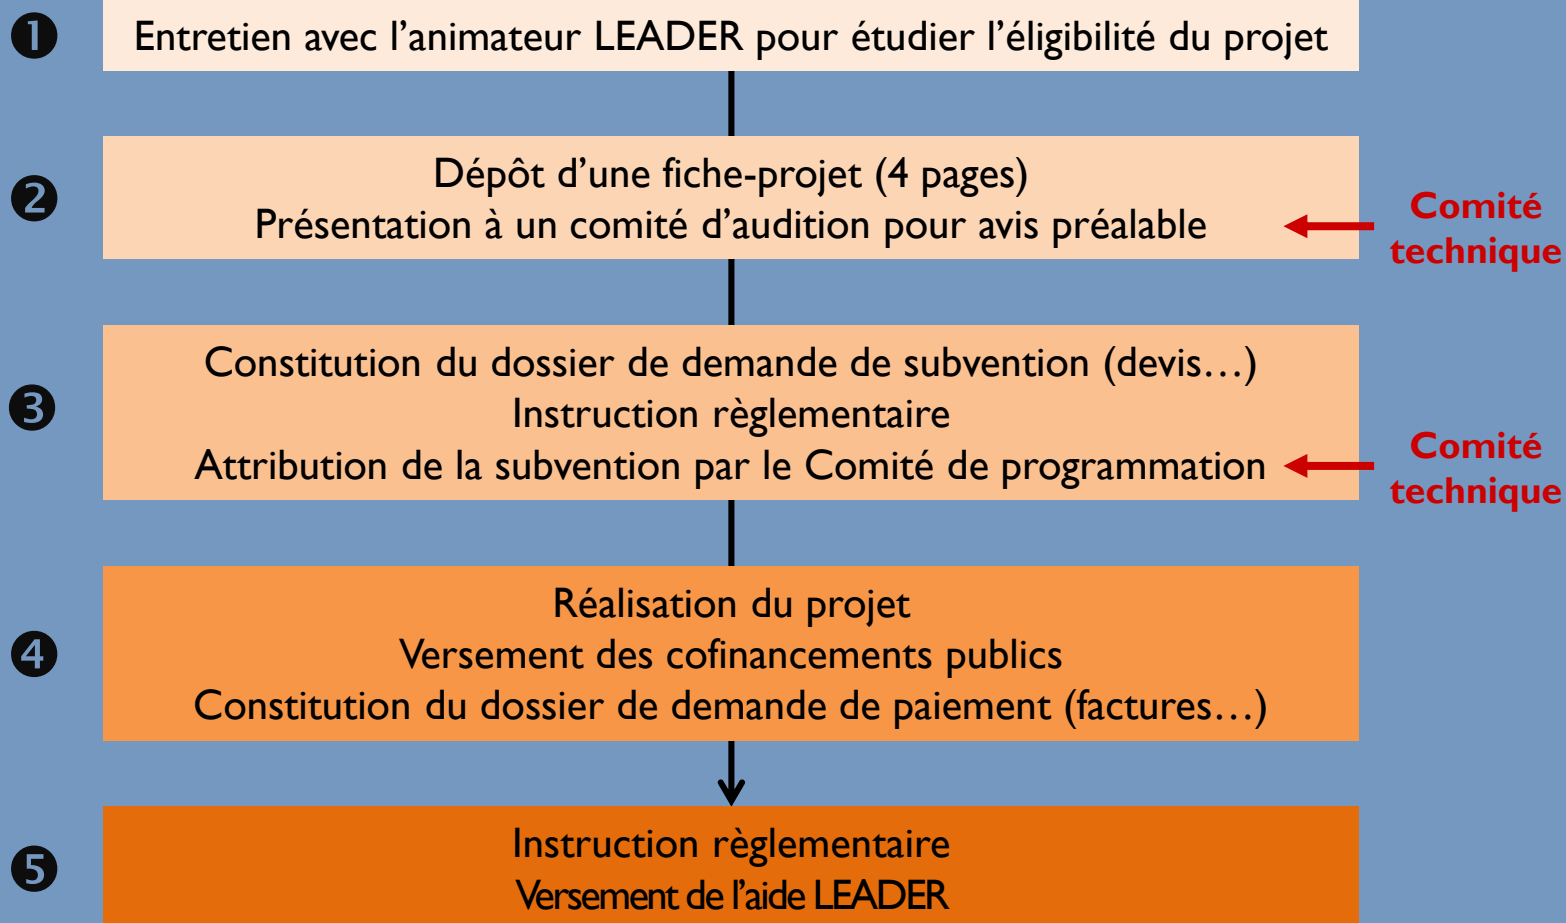 ❶
Entretien avec l’animateur LEADER pour étudier l’éligibilité du projet
❷
Dépôt d’une fiche-projet (4 pages)
Présentation à un comité d’audition pour avis préalable
Comité
technique
❸
Constitution du dossier de demande de subvention (devis…)
Instruction règlementaire
Attribution de la subvention par le Comité de programmation
Comité
technique
❹
Réalisation du projet
Versement des cofinancements publics
Constitution du dossier de demande de paiement (factures…)
❺
Instruction règlementaire
Versement de l’aide LEADER